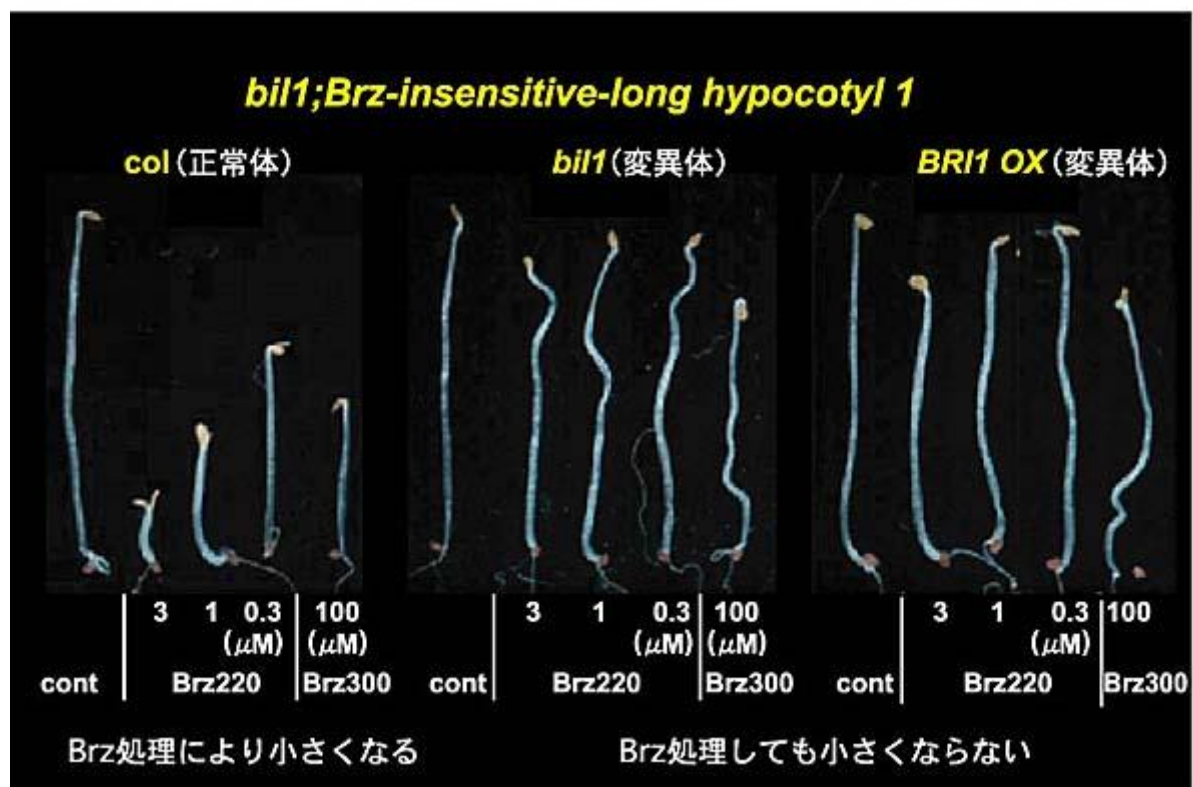 bil1;Brz-insensitive-long hypocotyl 1
col(正常体)
bil1(変異体)
BRI1 OX(変異体)
3 1 0.3 100
(μM) (μM)
cont Brz220 Brz300
3 1 0.3 100
(μM) (μM)
cont Brz220 Brz300
3 1 0.3 100
(μM)
cont Brz220 Brz300
Brz処理により小さくなる
Brz処理しても小さくならない